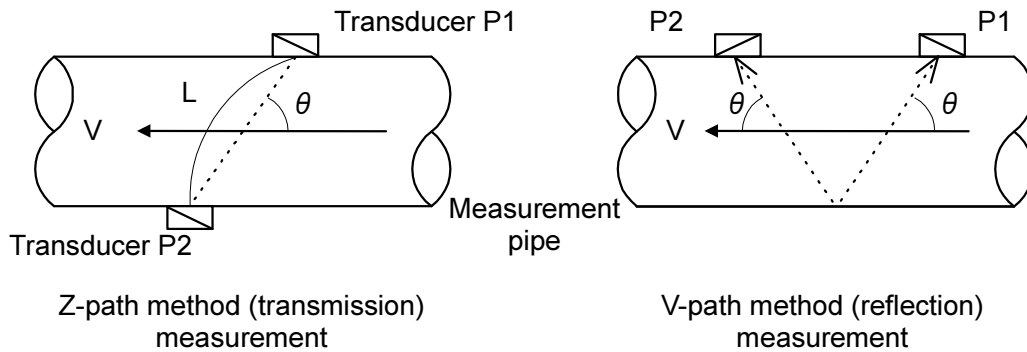 Transducer P1
L
θ
V
Transducer P2
Z-path method (transmission)
measurement
Measurement
pipe
P2
P1
θ
θ
V
V-path method (reflection)
measurement